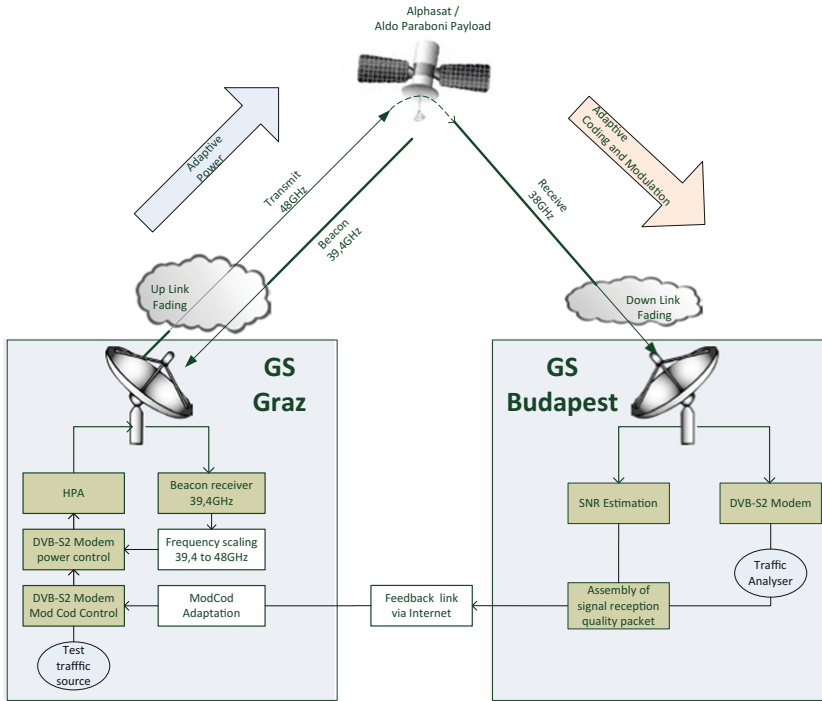 Alphasat /
Aldo Paraboni Payload
Adaptive
Power
Adaptive
Coding and Modulation
Transmit
48GHz
Beacon
39,4GHz
Receive
38GHz
Up Link
Fading
Down Link
Fading
GS
Graz
GS
Budapest
HPA
Beacon receiver
39,4GHz
SNR Estimation
DVB-S2 Modem
DVB-S2 Modem
power control
Frequency scaling
39,4 to 48GHz
Traffic
Analyser
DVB-S2 Modem
Mod Cod Control
ModCod
Adaptation
Feedback link
via Internet
Assembly of
signal reception
quality packet
Test
trafffic
source